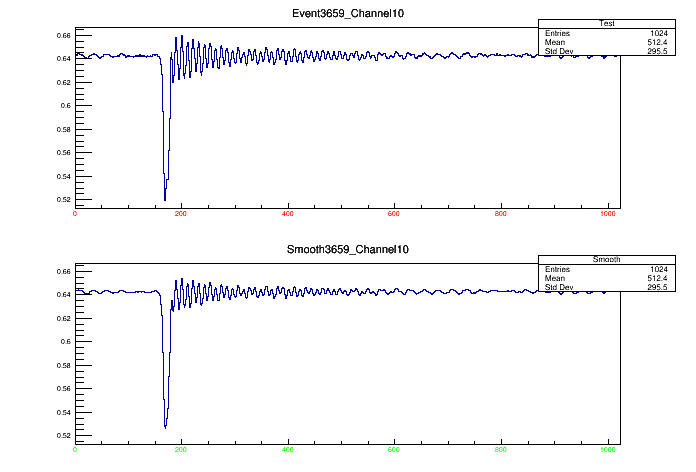 Event3659_Channel10
Test
Entries 1024
Mean 512.4
Std Dev 295.5
0.66
0.64
0.62
0.6
0.58
0.56
0.54
0.52
0 200 400 600 800 1000
Smooth3659_Channel10
Smooth
Entries 1024
Mean 512.4
Std Dev 295.5
0.66
0.64
0.62
0.6
0.58
0.56
0.54
0.52
0 200 400 600 800 1000